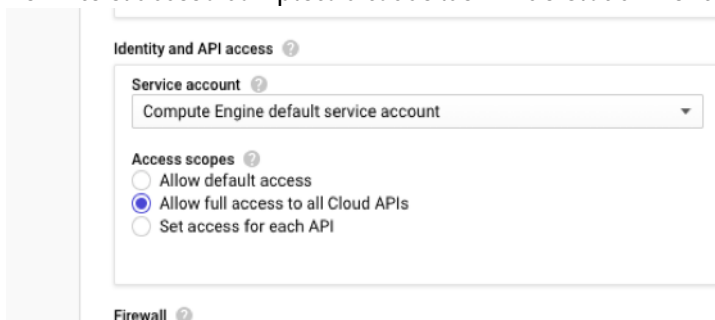 Identity and API access
Service account
Compute Engine default service account
Access scopes
Allow default access
Allow full access to all Cloud APIs
Set access for each API
Firewall